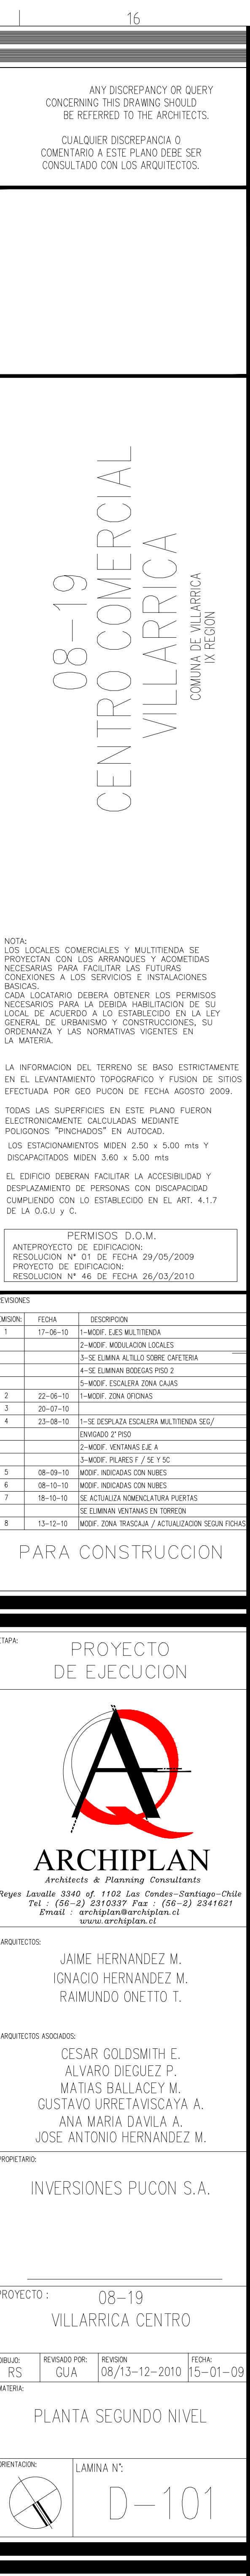 16
ANY DISCREPANCY OR QUERY
CONCERNING THIS DRAWING SHOULD
BE REFERRED TO THE ARCHITECTS.
CUALQUIER DISCREPANCIA O
COMENTARIO A ESTE PLANO DEBE SER
CONSULTADO CON LOS ARQUITECTOS.
08-19
CENTRO COMERCIAL
VILLARRICA
COMUNA DE VILLARRICA
IX REGION
NOTA:
LOS LOCALES COMERCIALES Y MULTITIENDA SE
PROYECTAN CON LOS ARRANQUES Y ACOMETIDAS
NECESARIAS PARA FACILITAR LAS FUTURAS
CONEXIONES A LOS SERVICIOS E INSTALACIONES
BASICAS.
CADA LOCATARIO DEBERA OBTENER LOS PERMISOS
NECESARIOS PARA LA DEBIDA HABILITACION DE SU
LOCAL DE ACUERDO A LO ESTABLECIDO EN LA LEY
GENERAL DE URBANISMO Y CONSTRUCCIONES, SU
ORDENANZA Y LAS NORMATIVAS VIGENTES EN
LA MATERIA.
LA INFORMACION DEL TERRENO SE BASO ESTRICTAMENTE
EN EL LEVANTAMIENTO TOPOGRAFICO Y FUSION DE SITIOS
EFECTUADA POR GEO PUCON DE FECHA AGOSTO 2009.
TODAS LAS SUPERFICIES EN ESTE PLANO FUERON
ELECTRONICAMENTE CALCULADAS MEDIANTE
POLIGONOS "PINCHADOS" EN AUTOCAD.
LOS ESTACIONAMIENTOS MIDEN 2.50 x 5.00 mts Y
DISCAPACITADOS MIDEN 3.60 x 5.00 mts
EL EDIFICIO DEBERAN FACILITAR LA ACCESIBILIDAD Y
DESPLAZAMIENTO DE PERSONAS CON DISCAPACIDAD
CUMPLIENDO CON LO ESTABLECIDO EN EL ART. 4.1.7
DE LA O.G.U y C.
PERMISOS D.O.M.
ANTEPROYECTO DE EDIFICACION:
RESOLUCION N° 01 DE FECHA 29/05/2009
PROYECTO DE EDIFICACION:
RESOLUCION N° 46 DE FECHA 26/03/2010
EVISIONES
EMISION: FECHA DESCRIPCION
1 17-06-10 1-MODIF. EJES MULTITIENDA
2-MODIF. MODULACION LOCALES
3-SE ELIMINA ALTILLO SOBRE CAFETERIA
4-SE ELIMINAN BODEGAS PISO 2
5-MODIF. ESCALERA ZONA CAJAS
2 22-06-10 1-MODIF. ZONA OFICINAS
3 20-07-10
4 23-08-10 1-SE DESPLAZA ESCALERA MULTITIENDA SEG/
ENVIGADO 2° PISO
2-MODIF. VENTANAS EJE A
3-MODIF. PILARES F / 5E Y 5C
5 08-09-10 MODIF. INDICADAS CON NUBES
6 08-10-10 MODIF. INDICADAS CON NUBES
7 18-10-10 SE ACTUALIZA NOMENCLATURA PUERTAS
SE ELIMINAN VENTANAS EN TORREON
8 13-12-10 MODIF. ZONA TRASCAJA / ACTUALIZACION SEGUN FICHAS
PARA CONSTRUCCION
ETAPA:
PROYECTO
DE EJECUCION
ARCHIPLAN
Architects & Planning Consultants
Reyes Lavalle 3340 of. 1102 Las Condes-Santiago-Chile
Tel : (56-2) 2310337 Fax : (56-2) 2341621
Email : archiplan@archiplan.cl
www.archiplan.cl
ARQUITECTOS:
JAIME HERNANDEZ M.
IGNACIO HERNANDEZ M.
RAIMUNDO ONETTO T.
ARQUITECTOS ASOCIADOS:
CESAR GOLDSMITH E.
ALVARO DIEGUEZ P.
MATIAS BALLACEY M.
GUSTAVO URRETAVISCAYA A.
ANA MARIA DAVILA A.
JOSE ANTONIO HERNANDEZ M.
PROPIETARIO:
INVERSIONES PUCON S.A.
PROYECTO : 08-19
VILLARRICA CENTRO
DIBUJO: REVISADO POR: REVISION FECHA:
RS GUA 08/13-12-2010 15-01-09
MATERIA:
PLANTA SEGUNDO NIVEL
ORIENTACION: LAMINA N°:
D-101